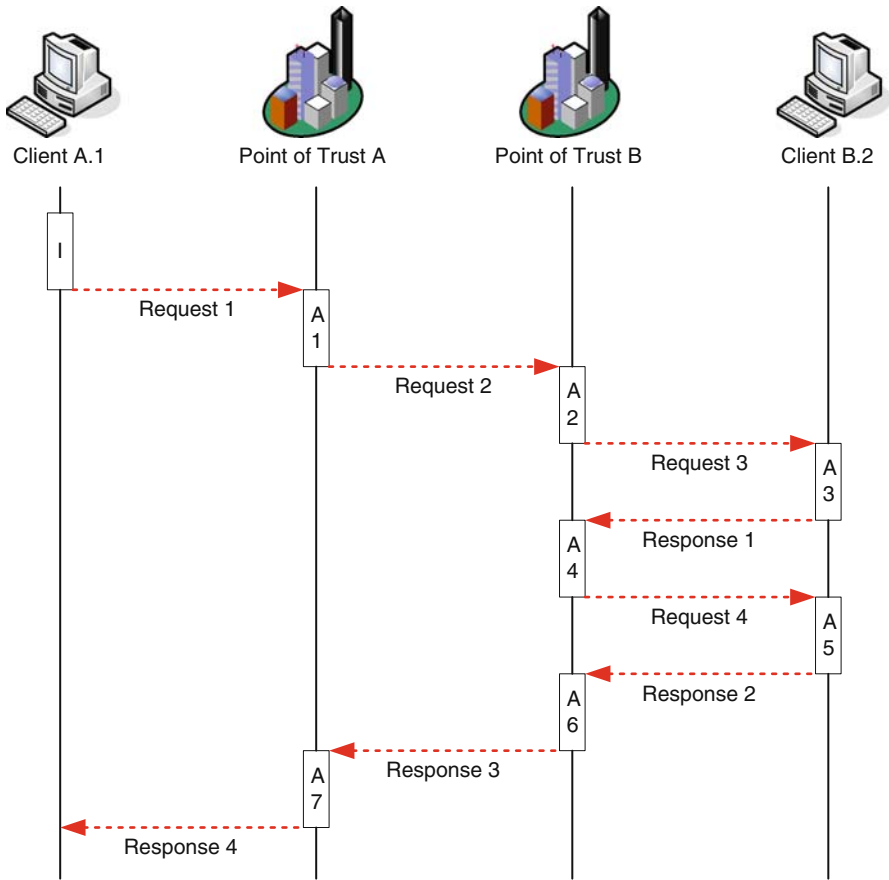 Client A.1
Point of Trust A
Point of Trust B
Client B.2
I
Request 1
A
1
Request 2
A
2
Request 3
A
3
Response 1
A
4
Request 4
A
5
Response 2
A
6
Response 3
A
7
Response 4